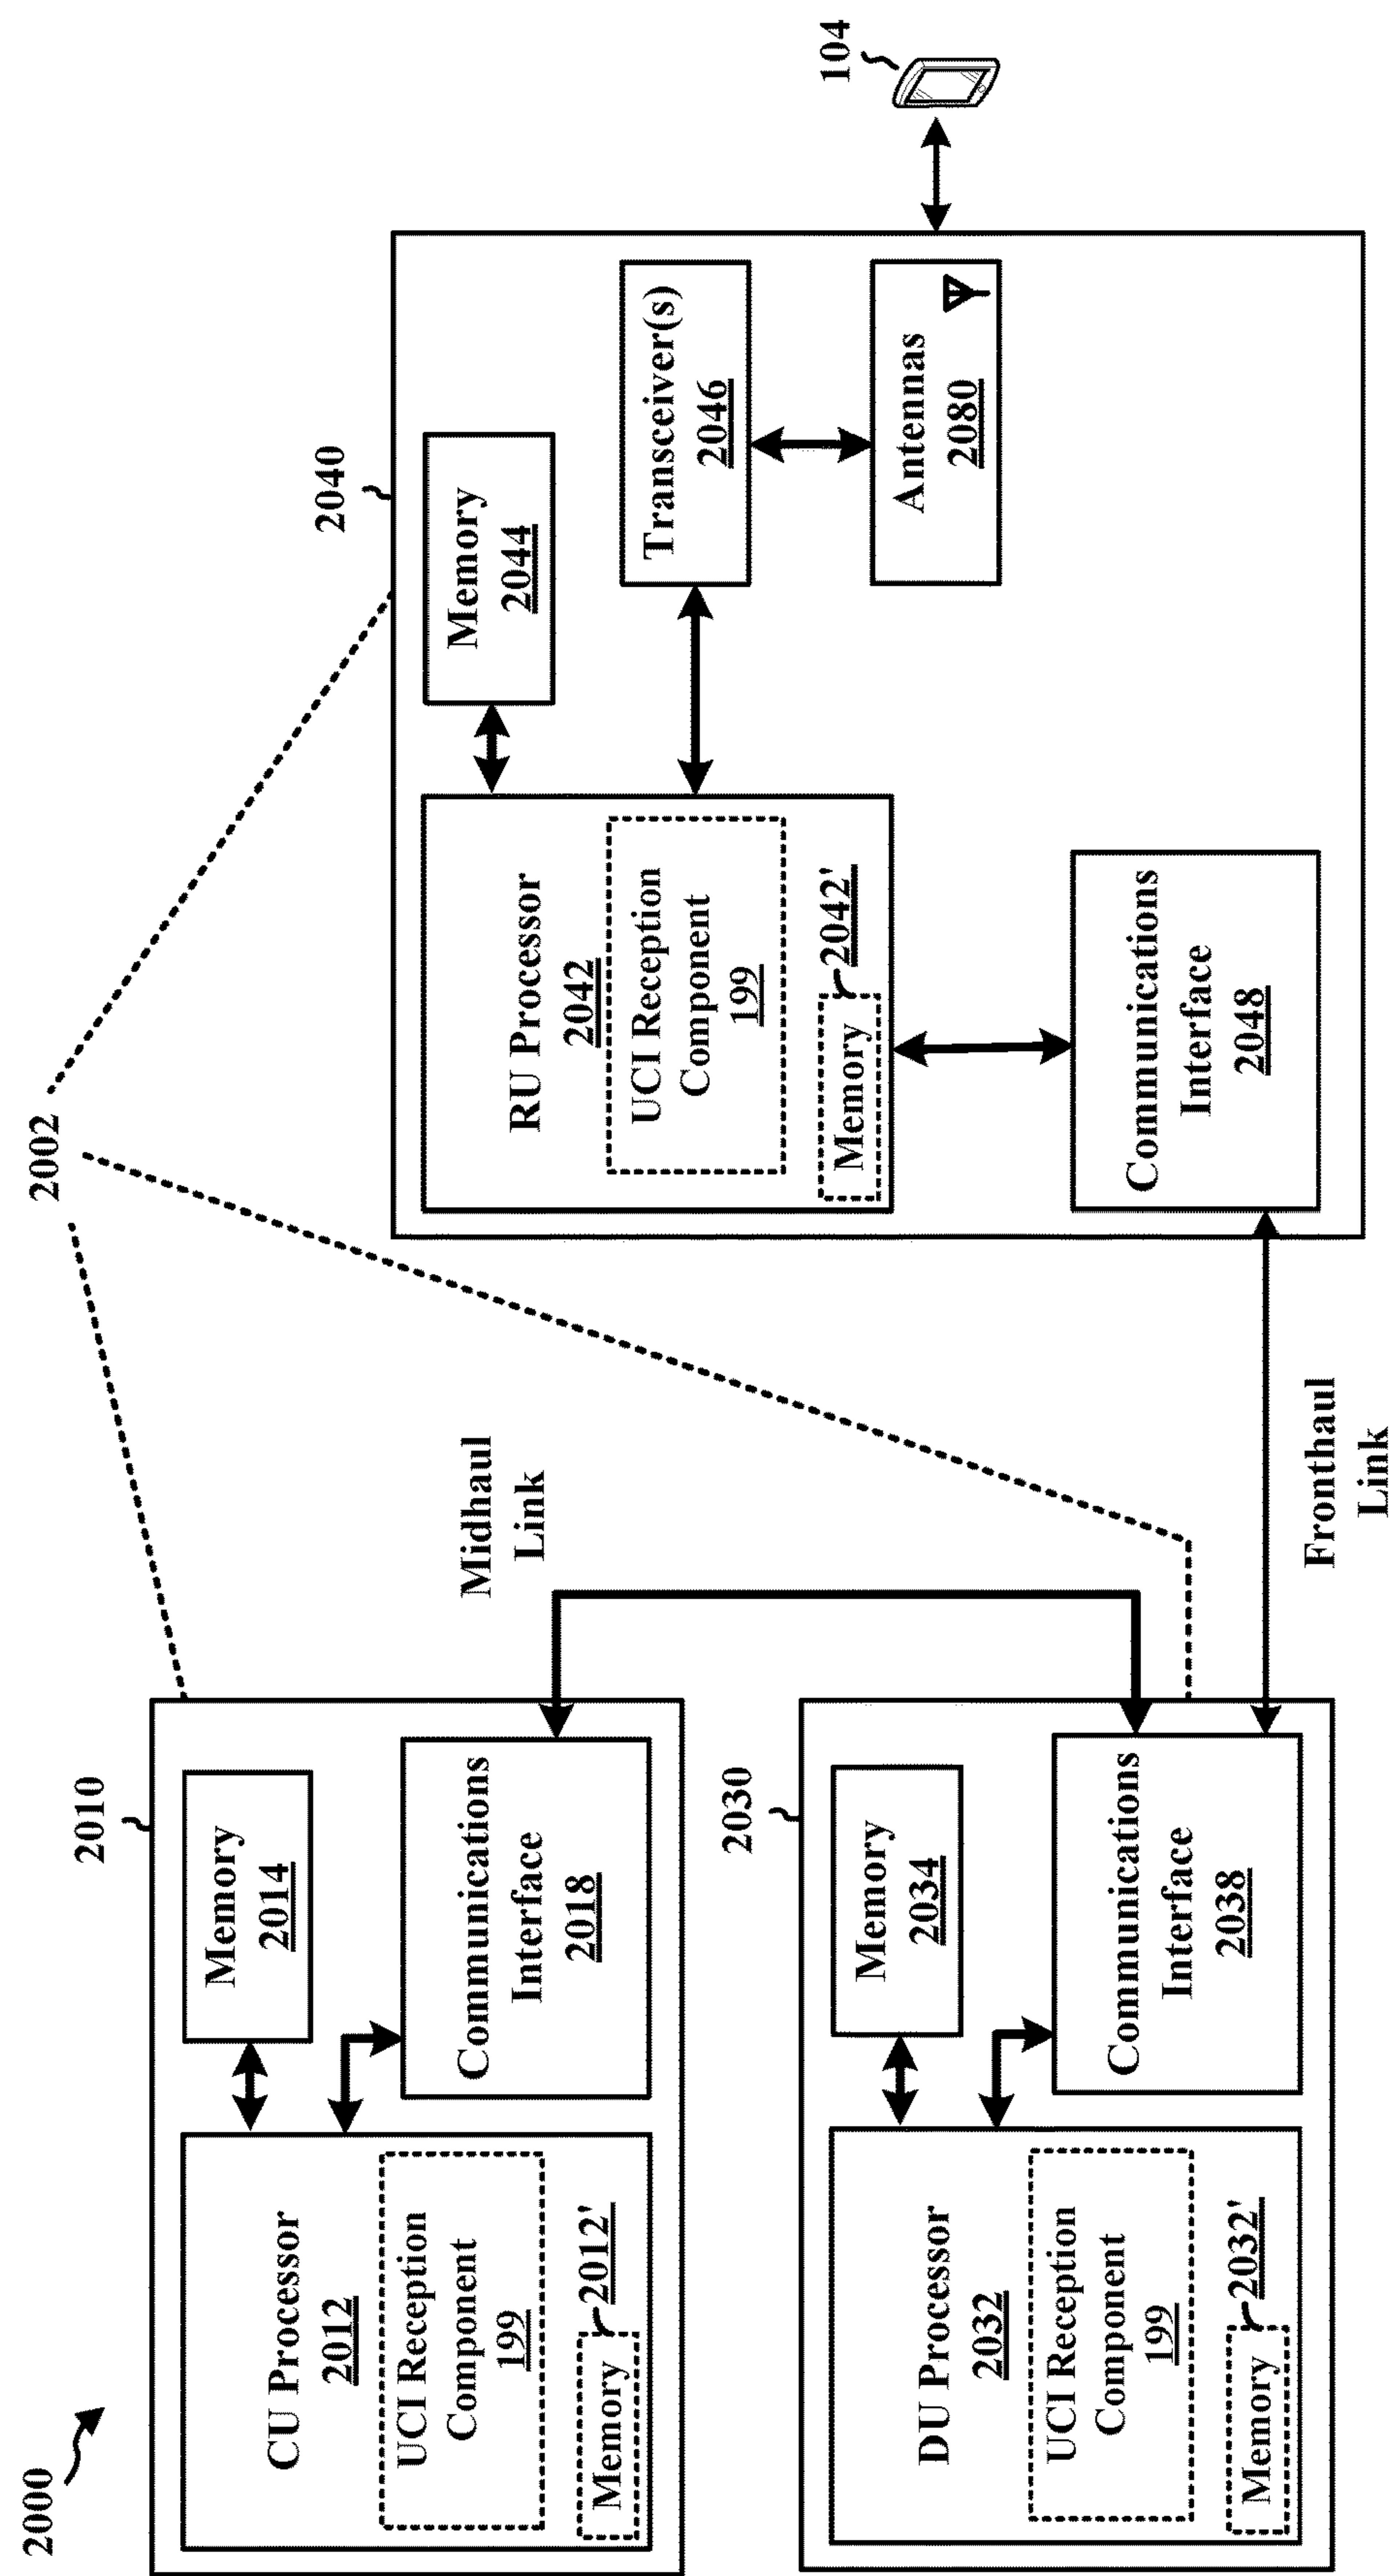 2000
2002
2010
CU Processor
2012
UCI Reception
Component
199
Memory
2012'
Memory
2014
Communications
Interface
2018
Midhaul
Link
2030
DU Processor
2032
UCI Reception
Component
199
Memory
2032'
Memory
2034
Communications
Interface
2038
Fronthaul
Link
2040
RU Processor
2042
UCI Reception
Component
199
Memory
2042'
Memory
2044
Transceiver(s)
2046
Antennas
2080
Communications
Interface
2048
104